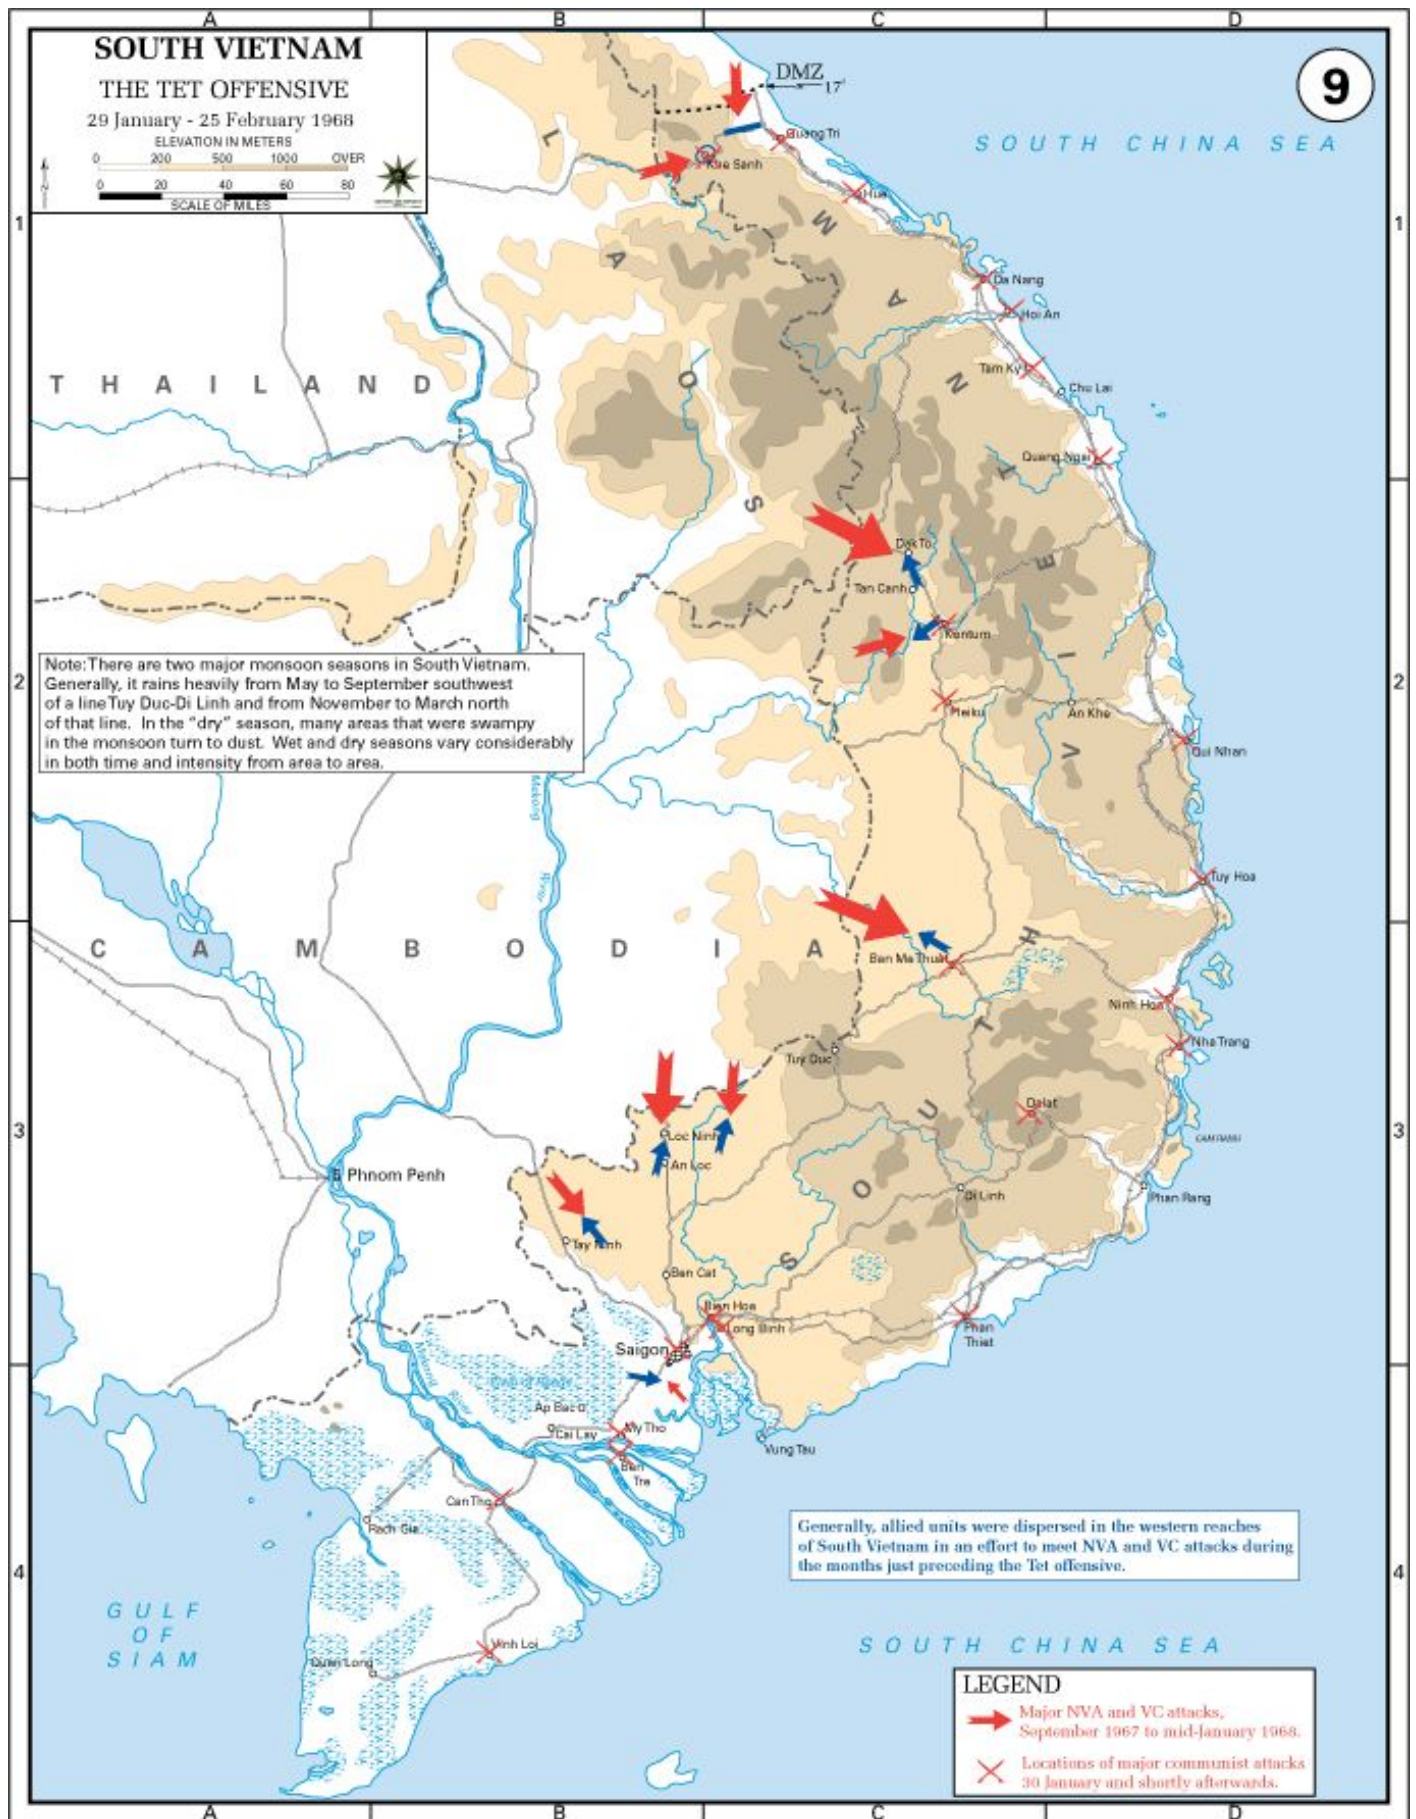 A B C D
SOUTH VIETNAM
THE TET OFFENSIVE
29 January - 25 February 1968
ELEVATION IN METERS
0 200 500 1000 OVER
0 20 40 60 80
SCALE OF MILES
9
DMZ
17°
SOUTH CHINA SEA
Quang Tri
Khe Sanh
Hue
1 1
Da Nang
Hoi An
Tam Ky
Chu Lai
THAILAND
LAOS
Quang Ngai
Dak To
Tan Canh
Kontum
2 2
Note: There are two major monsoon seasons in South Vietnam.
Generally, it rains heavily from May to September southwest
of a line Tuy Duc-Di Linh and from November to March north
of that line. In the “dry” season, many areas that were swampy
in the monsoon turn to dust. Wet and dry seasons vary considerably
in both time and intensity from area to area.
Pleiku
An Khe
Qui Nhan
Mekong
River
Tuy Hoa
CAMBODIA
SOUTH VIETNAM
Ban Me Thuat
Ninh Hoa
Nha Trang
Tuy Duc
Dalat
3 3
Loc Ninh
An Loc
CAM RANH
Phnom Penh
Di Linh
Phan Rang
Tay Ninh
Ben Cat
Bien Hoa
Long Binh
Phan
Thiet
Saigon
Ap Bac
Cai Lay
My Tho
Vung Tau
Ben
Tre
Can Tho
Rach Gia
Generally, allied units were dispersed in the western reaches
of South Vietnam in an effort to meet NVA and VC attacks during
the months just preceding the Tet offensive.
4 4
GULF
OF
SIAM
Vinh Loi
Quan Long
SOUTH CHINA SEA
LEGEND
Major NVA and VC attacks,
September 1967 to mid-January 1968.
Locations of major communist attacks
30 January and shortly afterwards.
A B C D